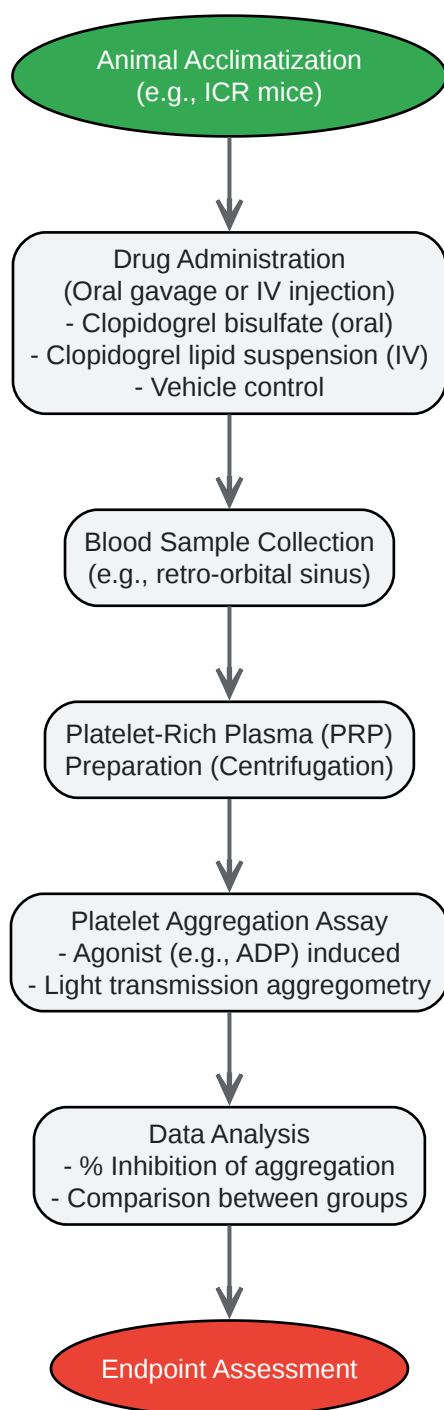 Animal Acclimatization
(e.g., ICR mice)
Drug Administration
(Oral gavage or IV injection)
- Clopidogrel bisulfate (oral)
- Clopidogrel lipid suspension (IV)
- Vehicle control
Blood Sample Collection
(e.g., retro-orbital sinus)
Platelet-Rich Plasma (PRP)
Preparation (Centrifugation)
Platelet Aggregation Assay
- Agonist (e.g., ADP) induced
- Light transmission aggregometry
Data Analysis
- % Inhibition of aggregation
- Comparison between groups
Endpoint Assessment